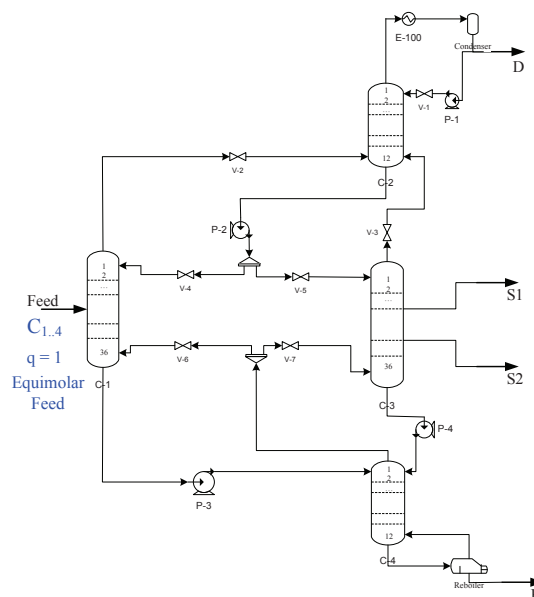 E-100
Condenser
D
1
2
...
12
V-1
P-1
C-2
V-2
P-2
V-3
V-4
V-5
1
2
...
36
C-1
Feed
C1..4
q = 1
Equimolar
Feed
1
2
...
36
C-3
S1
S2
V-6
V-7
P-4
P-3
1
2
...
12
C-4
Reboiler